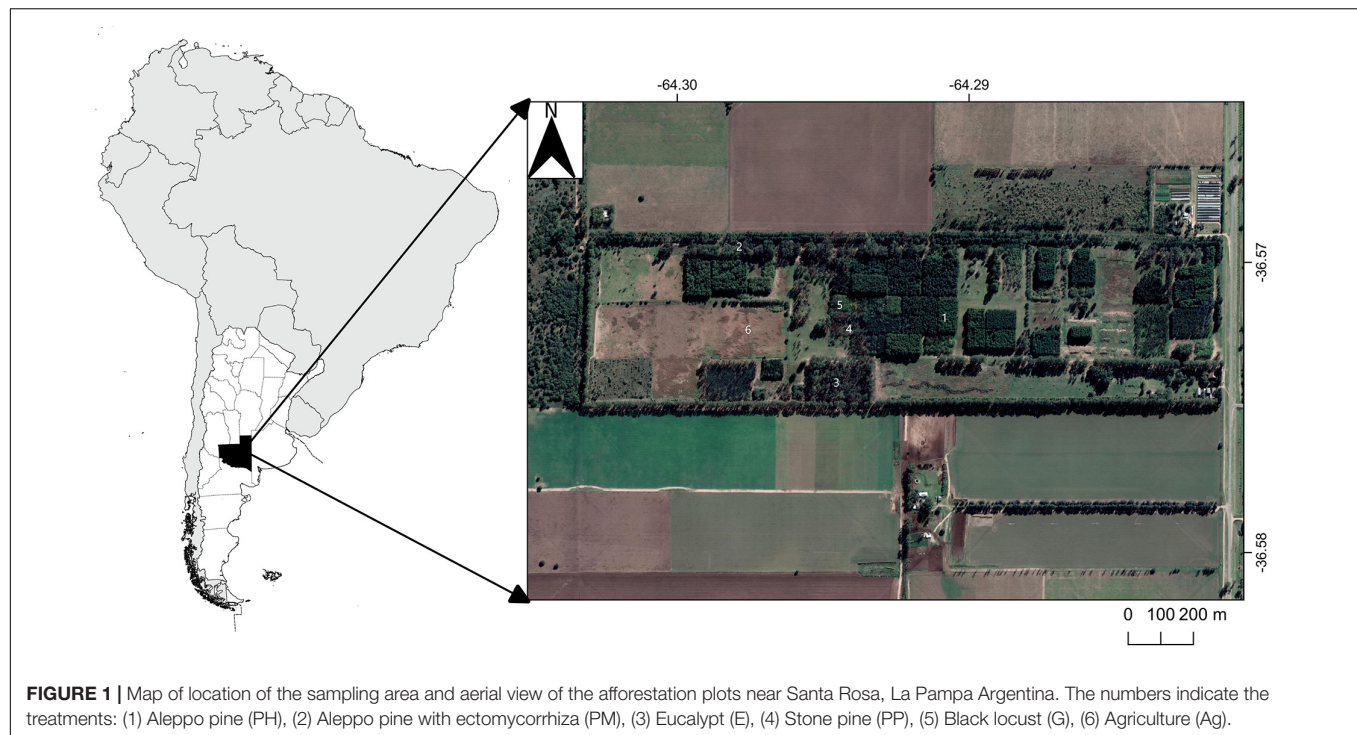 -64.30 -64.29
N
2
-36.57
5
1
4
6
3
-36.58
0 100 200 m
FIGURE 1 | Map of location of the sampling area and aerial view of the afforestation plots near Santa Rosa, La Pampa Argentina. The numbers indicate the
treatments: (1) Aleppo pine (PH), (2) Aleppo pine with ectomycorrhiza (PM), (3) Eucalypt (E), (4) Stone pine (PP), (5) Black locust (G), (6) Agriculture (Ag).